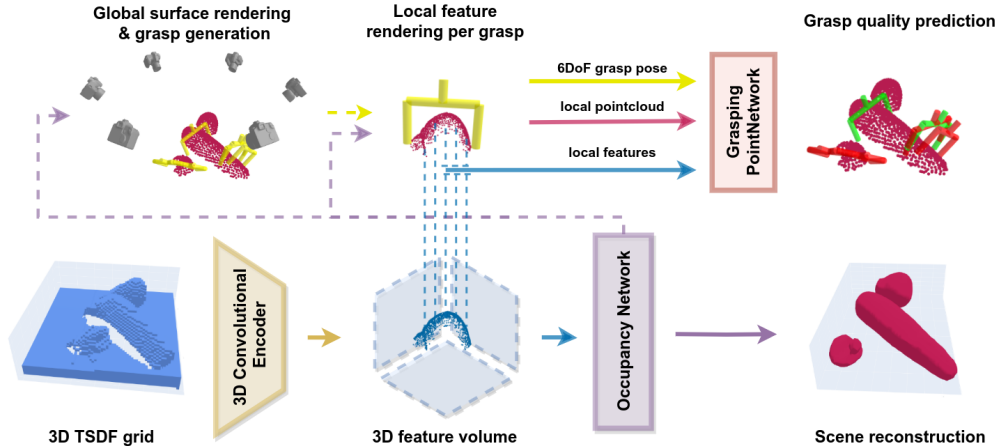 Global surface rendering
& grasp generation
Local feature
rendering per grasp
Grasp quality prediction
6DoF grasp pose
local pointcloud
local features
Grasping
PointNetwork
3D Convolutional
Encoder
Occupancy Network
3D TSDF grid
3D feature volume
Scene reconstruction